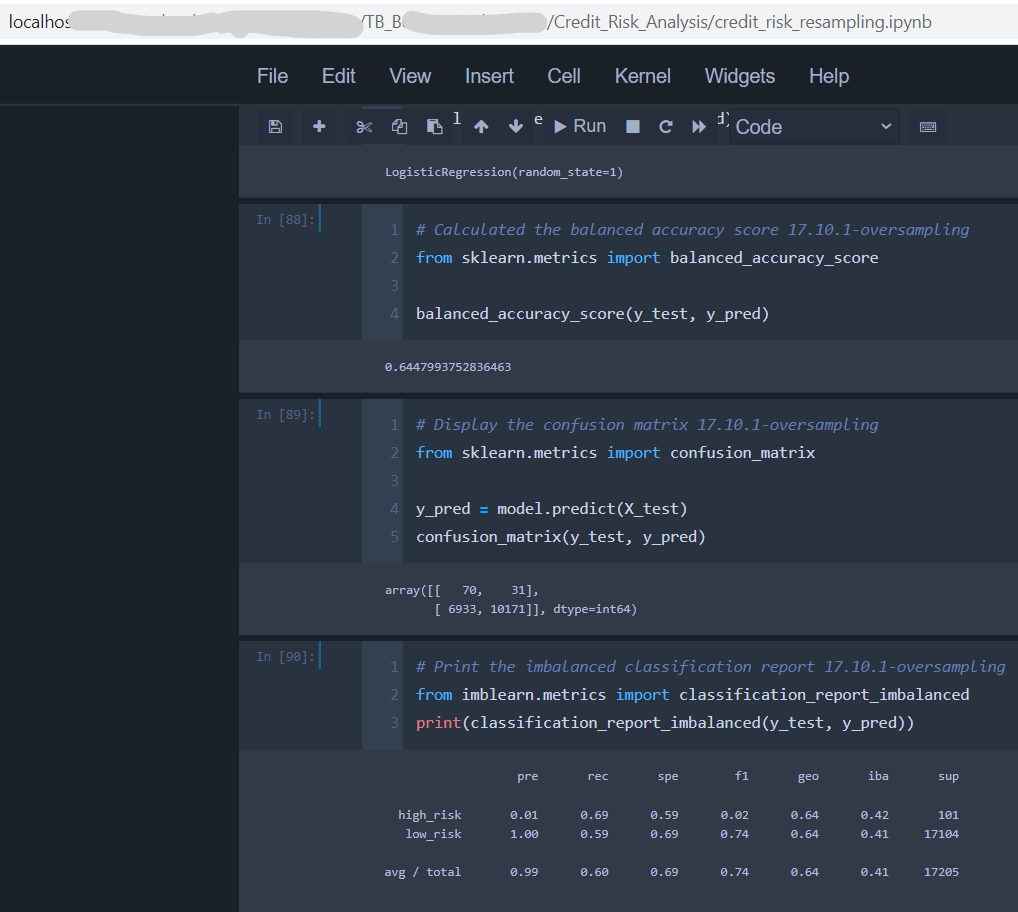 localhos /TB_B /Credit_Risk_Analysis/credit_risk_resampling.ipynb
File Edit View Insert Cell Kernel Widgets Help
l e d)
Run Code
LogisticRegression(random_state=1)
In [88]:
1 # Calculated the balanced accuracy score 17.10.1-oversampling
2 from sklearn.metrics import balanced_accuracy_score
3
4 balanced_accuracy_score(y_test, y_pred)
0.6447993752836463
In [89]:
1 # Display the confusion matrix 17.10.1-oversampling
2 from sklearn.metrics import confusion_matrix
3
4 y_pred = model.predict(X_test)
5 confusion_matrix(y_test, y_pred)
array([[   70,    31],
       [ 6933, 10171]], dtype=int64)
In [90]:
1 # Print the imbalanced classification report 17.10.1-oversampling
2 from imblearn.metrics import classification_report_imbalanced
3 print(classification_report_imbalanced(y_test, y_pred))
pre rec spe f1 geo iba sup
high_risk 0.01 0.69 0.59 0.02 0.64 0.42 101
low_risk 1.00 0.59 0.69 0.74 0.64 0.41 17104
avg / total 0.99 0.60 0.69 0.74 0.64 0.41 17205